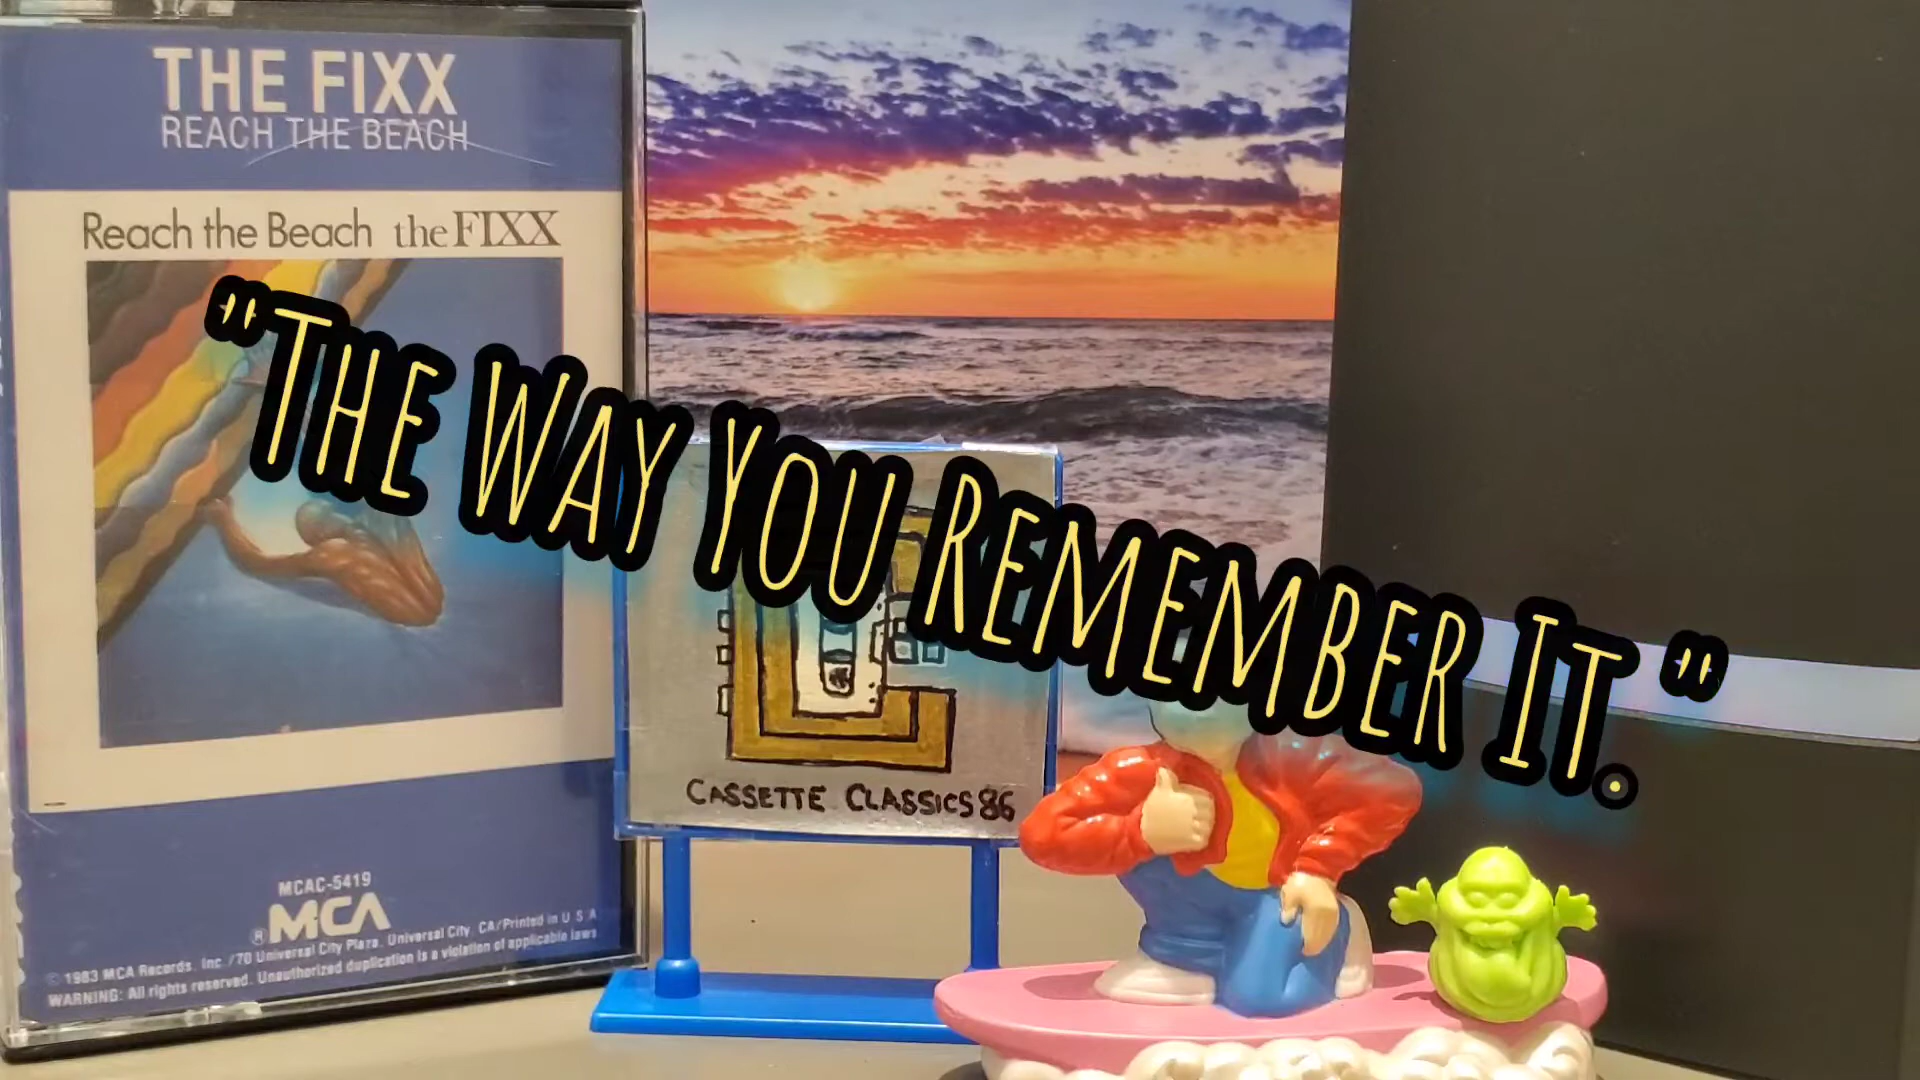 THE FIXX
REACH THE BEACH
Reach the Beach the FIXX
"The Way You Remember It."
Cassette Classics 86
MCAC-5419
® MCA
© 1983 MCA Records, Inc./70 Universal City Plaza, Universal City, CA/Printed in U S A
WARNING: All rights reserved. Unauthorized duplication is a violation of applicable laws